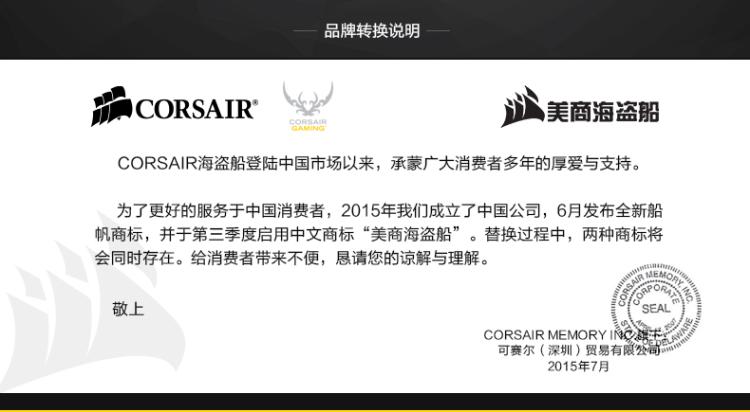 品牌转换说明
CORSAIR®
CORSAIR
GAMING
美商海盗船
CORSAIR海盗船登陆中国市场以来，承蒙广大消费者多年的厚爱与支持。
为了更好的服务于中国消费者，2015年我们成立了中国公司，6月发布全新船
帆商标，并于第三季度启用中文商标“美商海盗船”。替换过程中，两种商标将
会同时存在。给消费者带来不便，恳请您的谅解与理解。
敬上
CORSAIR MEMORY, INC.
CORPORATE
SEAL
STATE OF DELAWARE
CORSAIR MEMORY INC 旗下
可赛尔（深圳）贸易有限公司
2015年7月